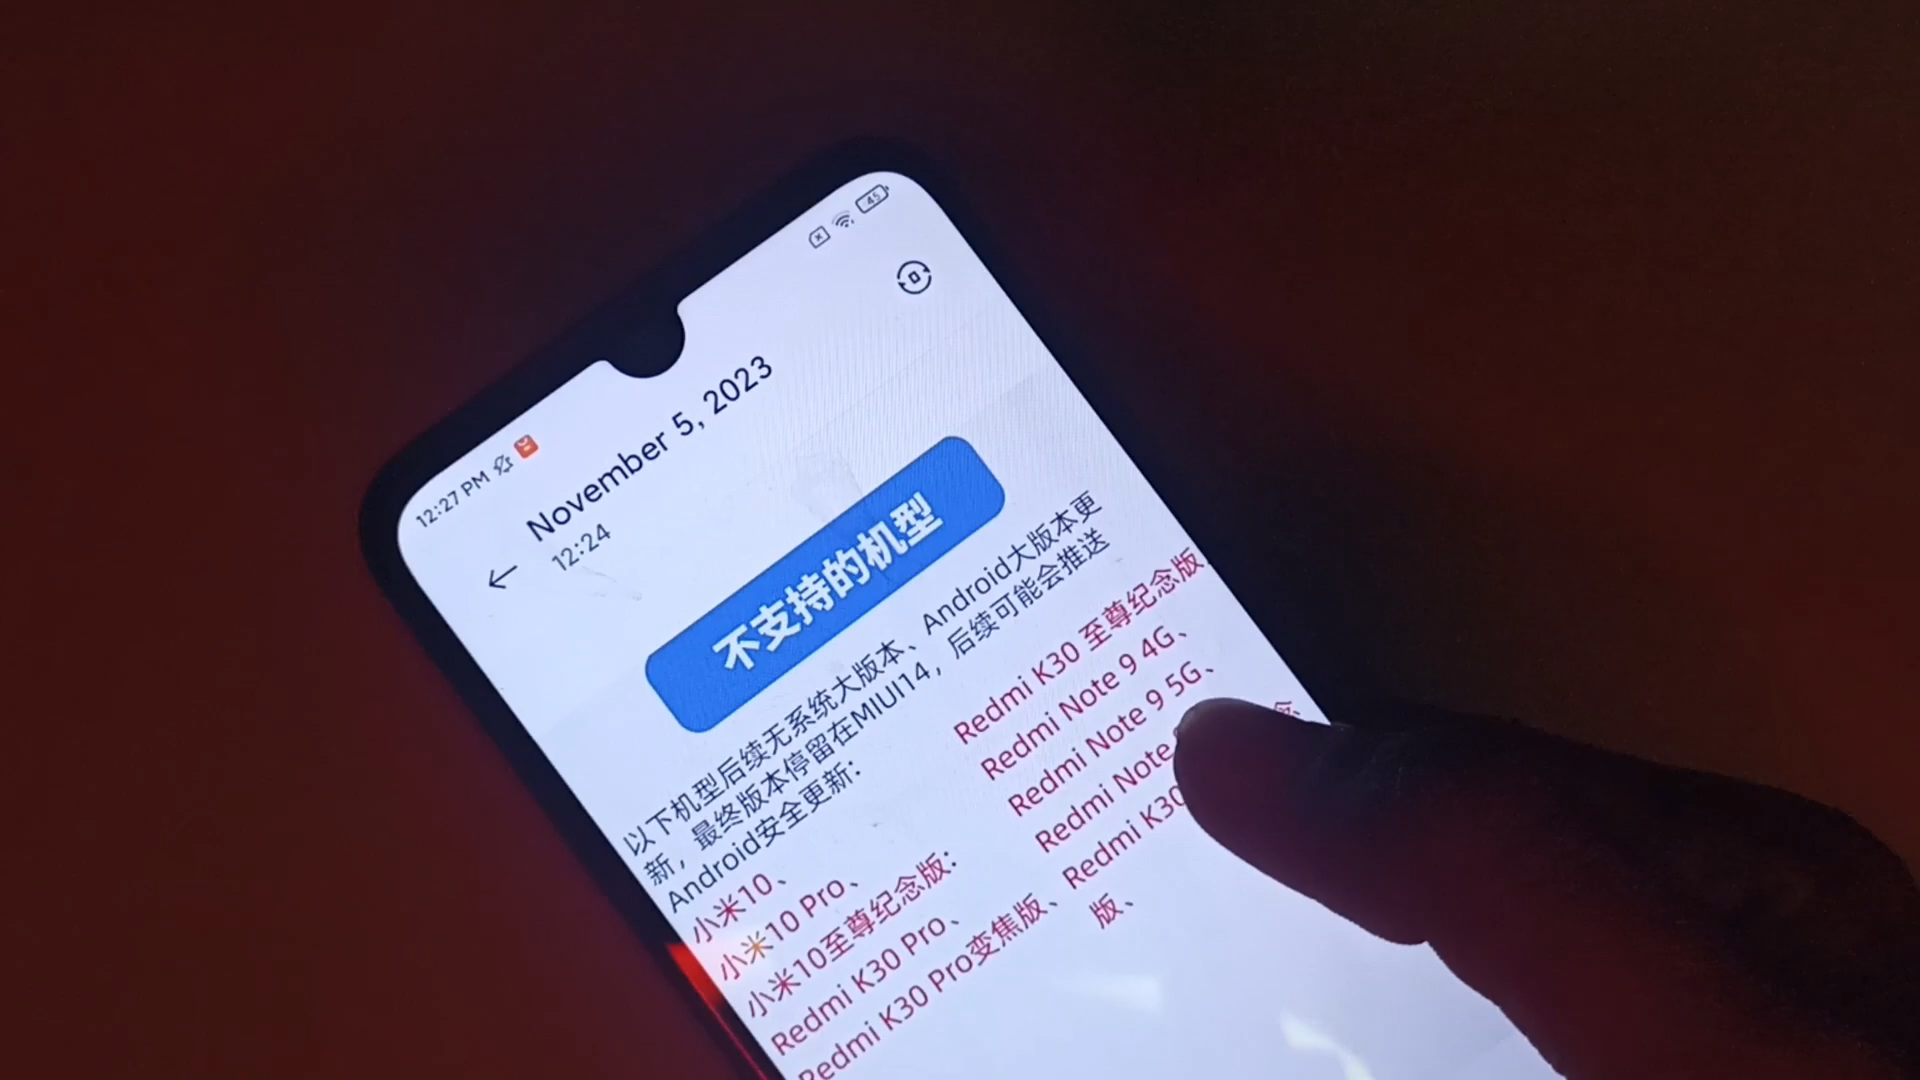 12:27 PM
45
November 5, 2023
12:24
不支持的机型
以下机型后续无系统大版本、Android大版本更
新，最终版本停留在MIUI14，后续可能会推送
Android安全更新：
小米10、
小米10 Pro、
小米10至尊纪念版:
Redmi K30 Pro、
Redmi K30 Pro变焦版、
Redmi K30 至尊纪念版
Redmi Note 9 4G、
Redmi Note 9 5G、
Redmi Note
Redmi K30
念
版、